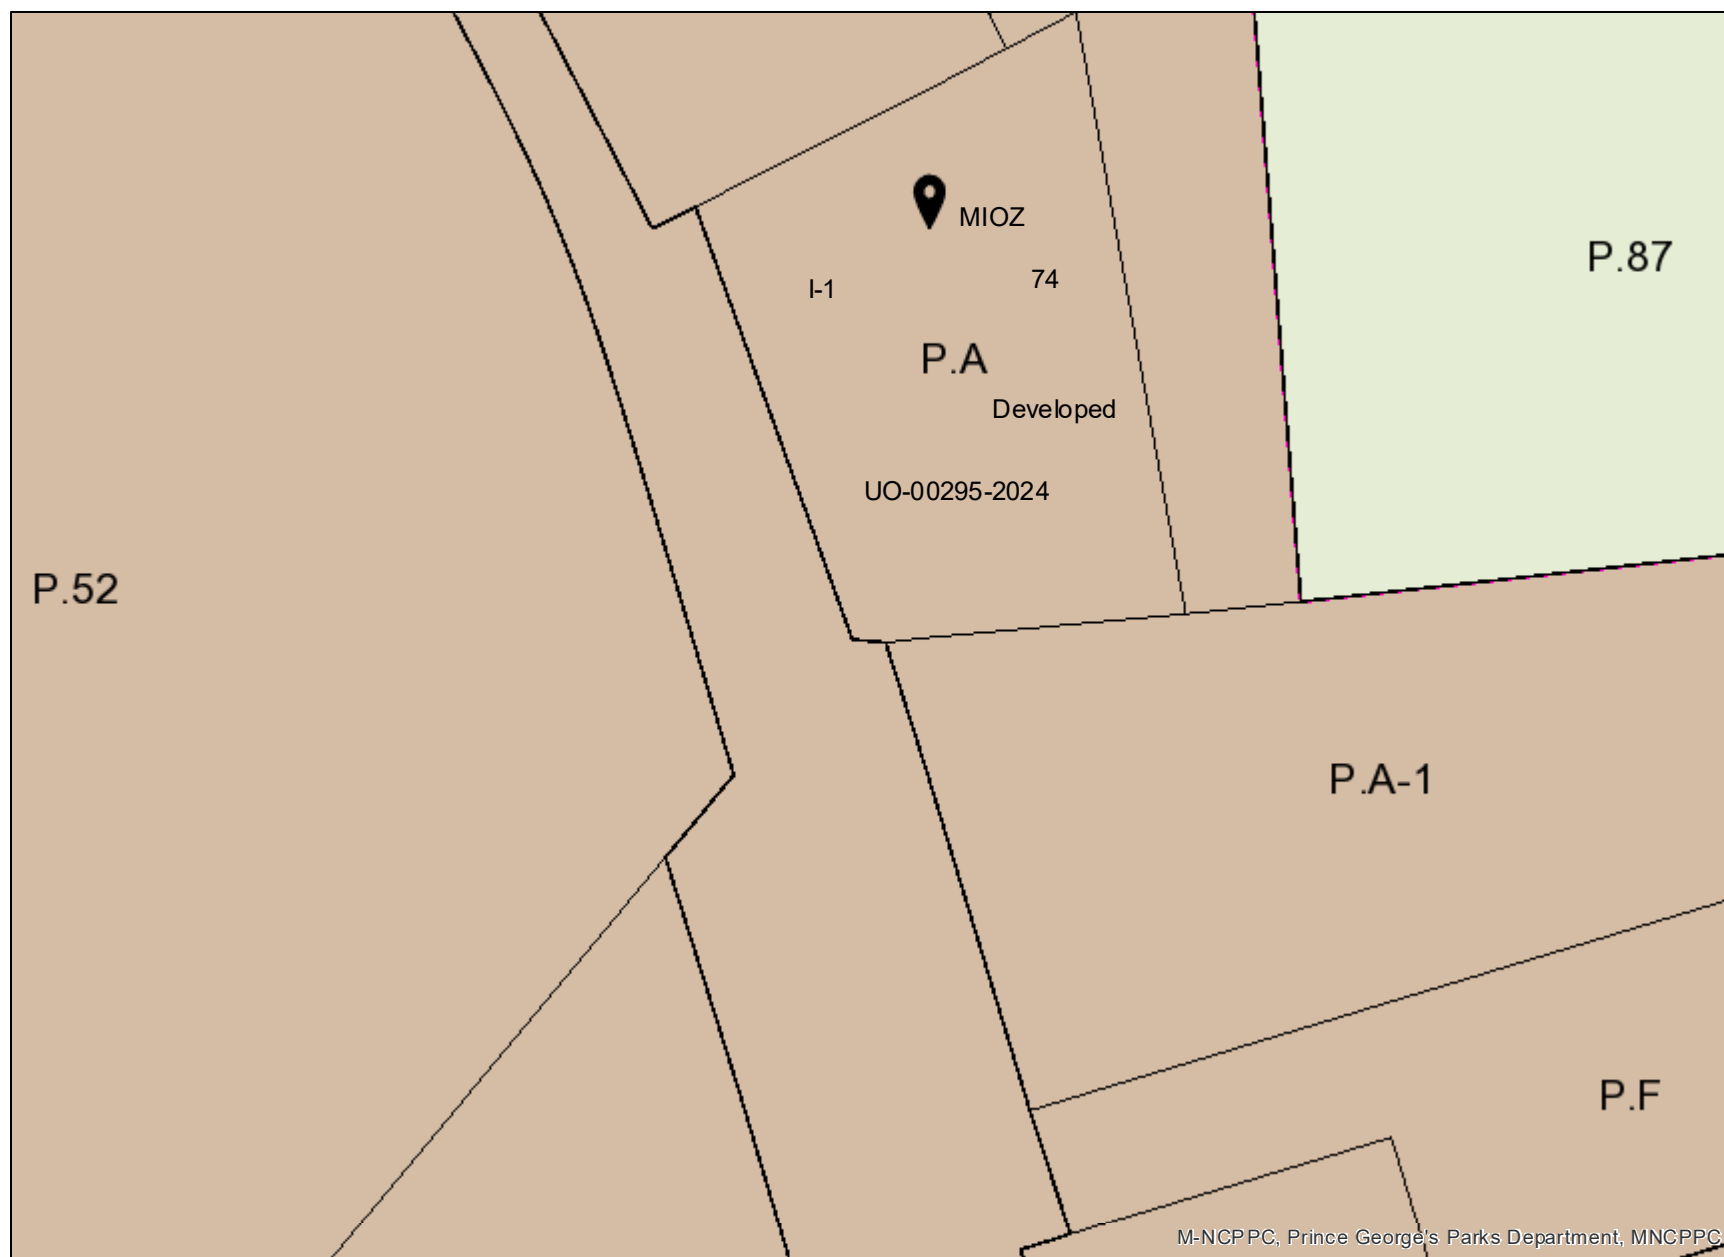 MIOZ
P.87
I-1
74
P.A
Developed
UO-00295-2024
P.52
P.A-1
P.F
M-NCPPC, Prince George's Parks Department, MNCPPC